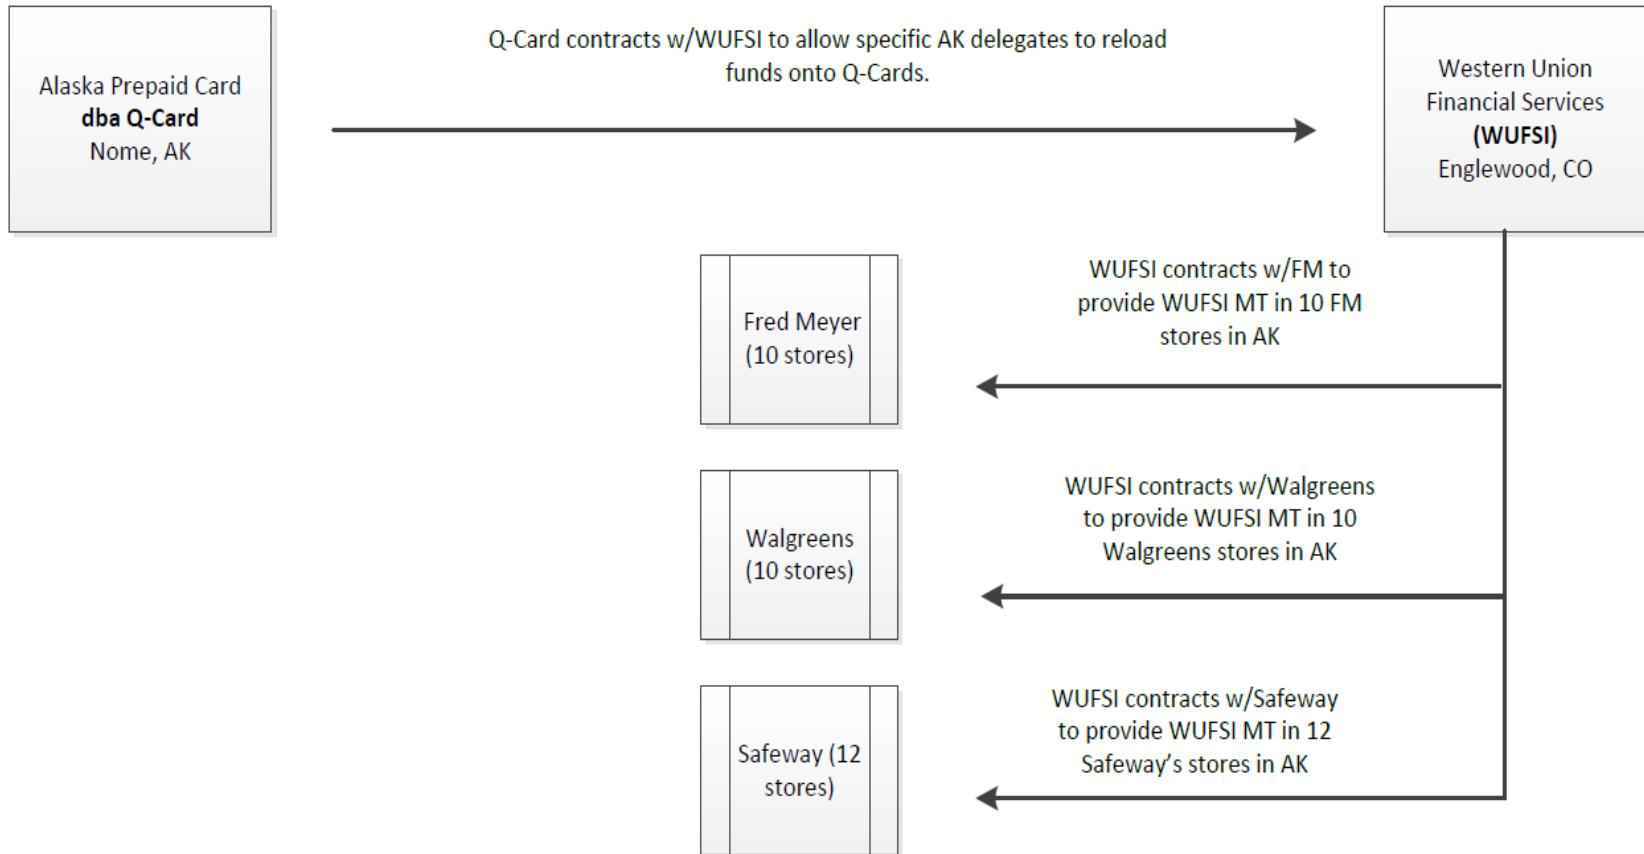 Q-Card contracts w/WUFSI to allow specific AK delegates to reload
funds onto Q-Cards.
Alaska Prepaid Card
dba Q-Card
Nome, AK
Western Union
Financial Services
(WUFSI)
Englewood, CO
WUFSI contracts w/FM to
provide WUFSI MT in 10 FM
stores in AK
Fred Meyer
(10 stores)
WUFSI contracts w/Walgreens
to provide WUFSI MT in 10
Walgreens stores in AK
Walgreens
(10 stores)
WUFSI contracts w/Safeway
to provide WUFSI MT in 12
Safeway’s stores in AK
Safeway (12
stores)